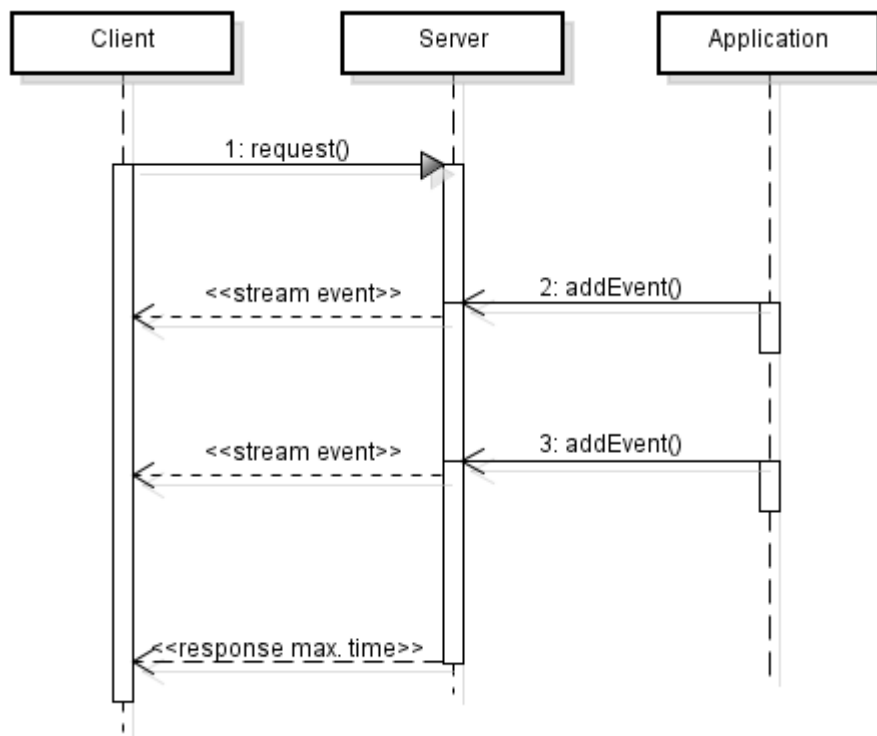 Client
Server
Application
1: request()
<<stream event>>
2: addEvent()
<<stream event>>
3: addEvent()
<<response max. time>>